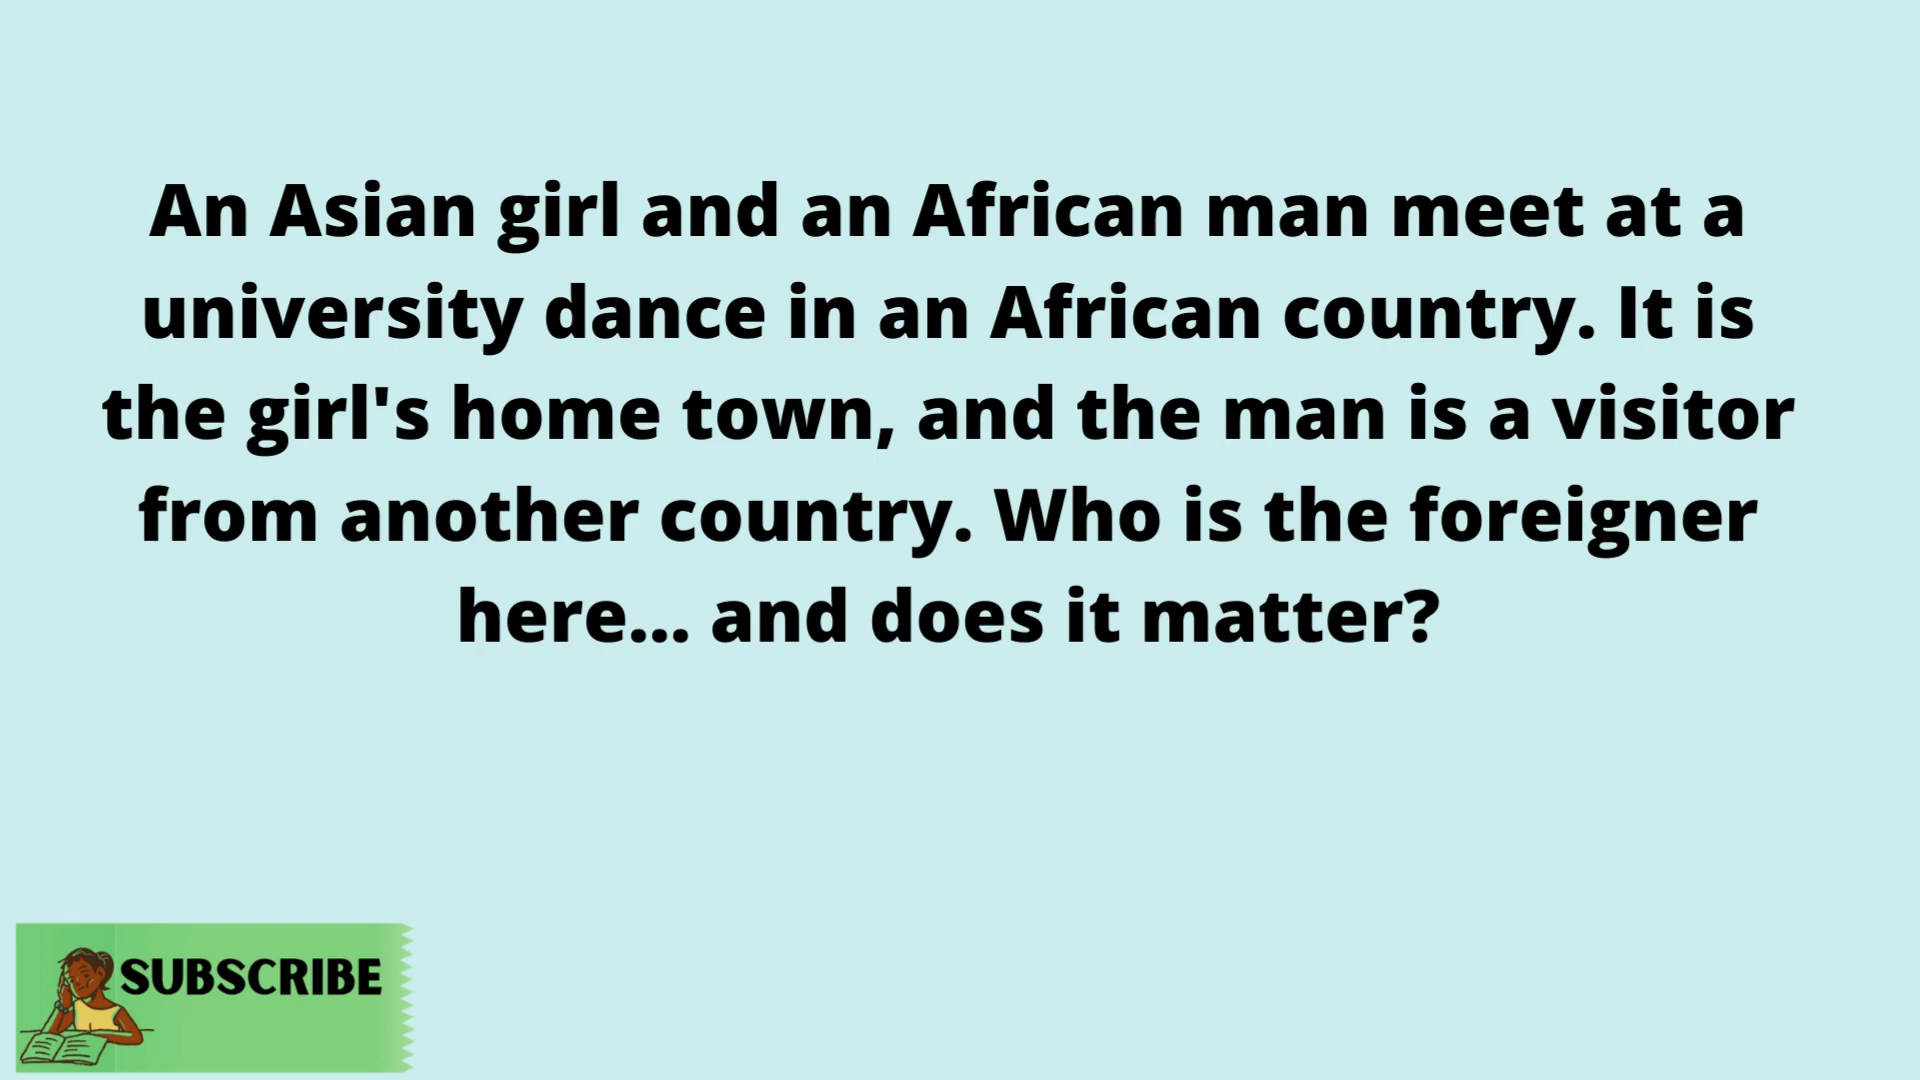 An Asian girl and an African man meet at a
university dance in an African country. It is
the girl's home town, and the man is a visitor
from another country. Who is the foreigner
here... and does it matter?
SUBSCRIBE